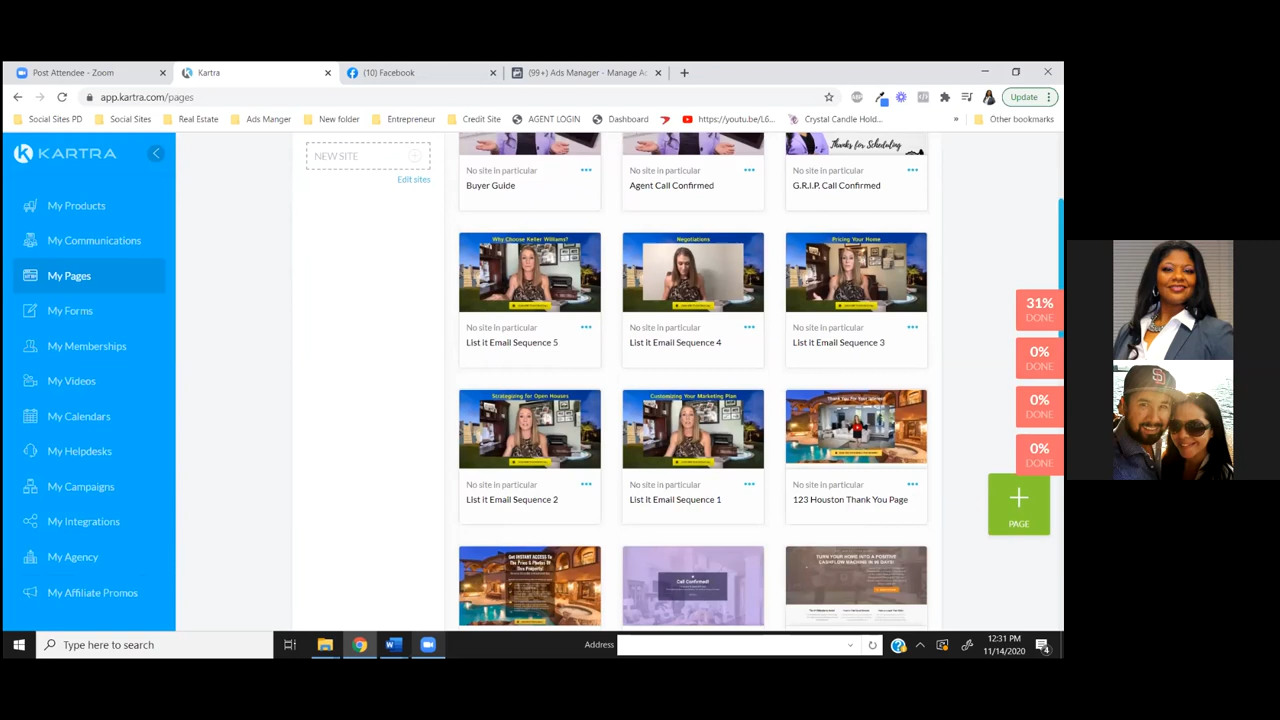 Post Attendee - Zoom
Kartra
(10) Facebook
(99+) Ads Manager - Manage Ac
app.kartra.com/pages
Update
Social Sites PD
Social Sites
Real Estate
Ads Manger
New folder
Entrepreneur
Credit Site
AGENT LOGIN
Dashboard
https://youtu.be/L6...
Crystal Candle Hold...
»
Other bookmarks
KARTRA
My Products
My Communications
My Pages
My Forms
My Memberships
My Videos
My Calendars
My Helpdesks
My Campaigns
My Integrations
My Agency
My Affiliate Promos
NEW SITE
Edit sites
Thanks for Scheduling
No site in particular
Buyer Guide
No site in particular
Agent Call Confirmed
No site in particular
G.R.I.P. Call Confirmed
Why Choose Keller Williams?
Negotiations
Pricing Your Home
No site in particular
List it Email Sequence 5
No site in particular
List it Email Sequence 4
No site in particular
List it Email Sequence 3
Strategizing for Open Houses
Customizing Your Marketing Plan
Thank You For Your Interest!
No site in particular
List it Email Sequence 2
No site in particular
List it Email Sequence 1
No site in particular
123 Houston Thank You Page
Get INSTANT ACCESS To
The Price & Photos Of
This Property!
Call Confirmed!
TURN YOUR HOME INTO A POSITIVE
CASHFLOW MACHINE IN 90 DAYS!
31%
DONE
0%
DONE
0%
DONE
0%
DONE
PAGE
Type here to search
Address
12:31 PM
11/14/2020
4